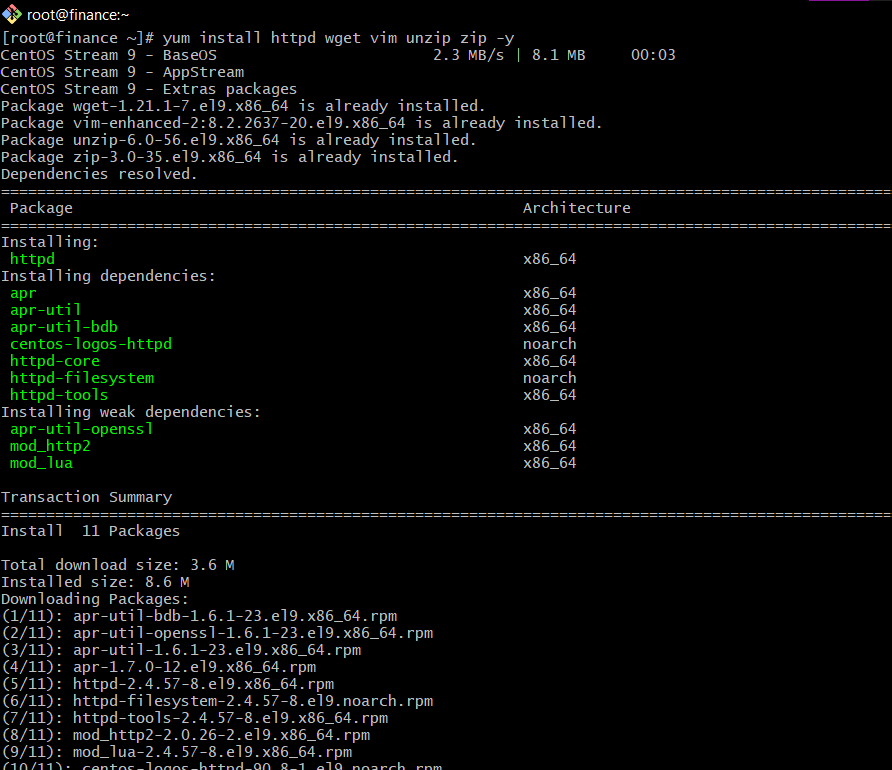 root@finance:~
[root@finance ~]# yum install httpd wget vim unzip zip -y
CentOS Stream 9 - BaseOS                        2.3 MB/s | 8.1 MB     00:03
CentOS Stream 9 - AppStream
CentOS Stream 9 - Extras packages
Package wget-1.21.1-7.el9.x86_64 is already installed.
Package vim-enhanced-2:8.2.2637-20.el9.x86_64 is already installed.
Package unzip-6.0-56.el9.x86_64 is already installed.
Package zip-3.0-35.el9.x86_64 is already installed.
Dependencies resolved.
===================================================================================================
 Package                                                  Architecture
===================================================================================================
Installing:
 httpd                                                    x86_64
Installing dependencies:
 apr                                                      x86_64
 apr-util                                                 x86_64
 apr-util-bdb                                             x86_64
 centos-logos-httpd                                       noarch
 httpd-core                                               x86_64
 httpd-filesystem                                         noarch
 httpd-tools                                              x86_64
Installing weak dependencies:
 apr-util-openssl                                         x86_64
 mod_http2                                                x86_64
 mod_lua                                                  x86_64
Transaction Summary
===================================================================================================
Install  11 Packages
Total download size: 3.6 M
Installed size: 8.6 M
Downloading Packages:
(1/11): apr-util-bdb-1.6.1-23.el9.x86_64.rpm
(2/11): apr-util-openssl-1.6.1-23.el9.x86_64.rpm
(3/11): apr-util-1.6.1-23.el9.x86_64.rpm
(4/11): apr-1.7.0-12.el9.x86_64.rpm
(5/11): httpd-2.4.57-8.el9.x86_64.rpm
(6/11): httpd-filesystem-2.4.57-8.el9.noarch.rpm
(7/11): httpd-tools-2.4.57-8.el9.x86_64.rpm
(8/11): mod_http2-2.0.26-2.el9.x86_64.rpm
(9/11): mod_lua-2.4.57-8.el9.x86_64.rpm
(10/11): centos-logos-httpd-90.8-1.el9.noarch.rpm